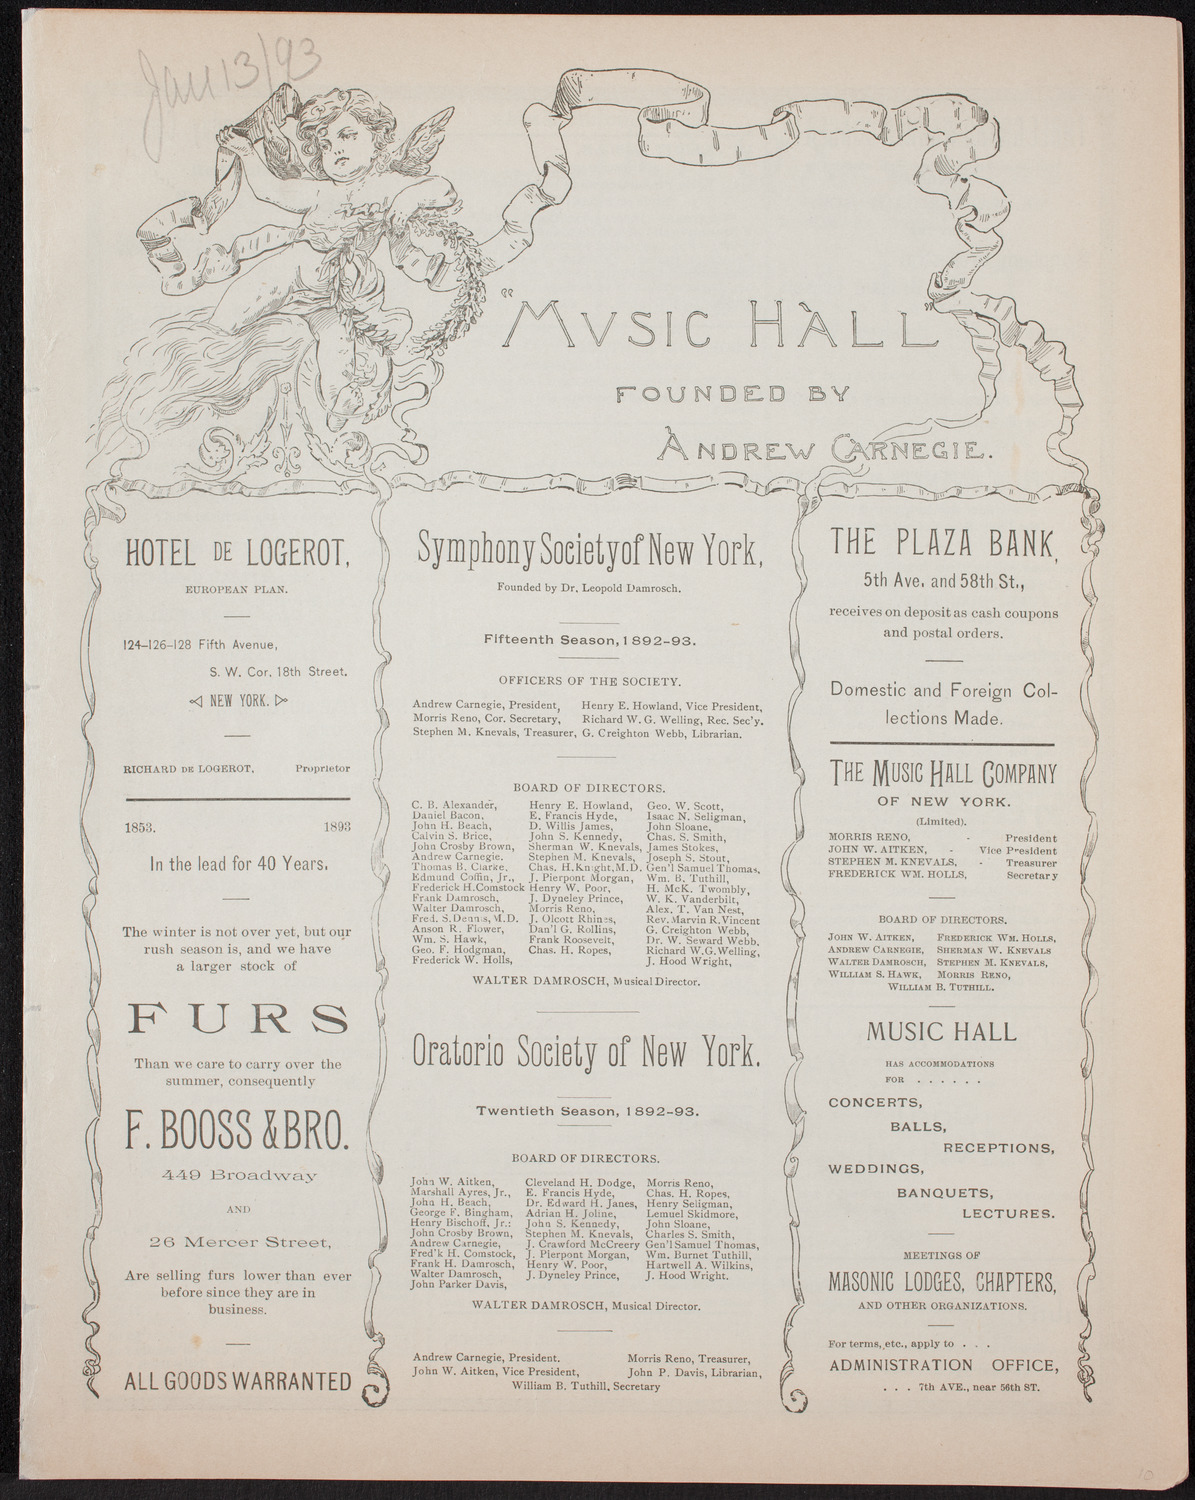 Jan 13/93
"MVSIC HALL"
FOUNDED BY
ANDREW CARNEGIE.
HOTEL DE LOGEROT,
EUROPEAN PLAN.
124–126–128 Fifth Avenue,
S. W. Cor. 18th Street.
NEW YORK.
RICHARD DE LOGEROT, Proprietor
1853. 1893
In the lead for 40 Years.
The winter is not over yet, but our
rush season is, and we have
a larger stock of
FURS
Than we care to carry over the
summer, consequently
F. BOOSS & BRO.
449 Broadway
AND
26 Mercer Street,
Are selling furs lower than ever
before since they are in
business.
ALL GOODS WARRANTED
Symphony Society of New York,
Founded by Dr. Leopold Damrosch.
Fifteenth Season, 1892-93.
OFFICERS OF THE SOCIETY.
Andrew Carnegie, President, Henry E. Howland, Vice President,
Morris Reno, Cor. Secretary, Richard W. G. Welling, Rec. Sec'y.
Stephen M. Knevals, Treasurer, G. Creighton Webb, Librarian.
BOARD OF DIRECTORS.
C. B. Alexander, Henry E. Howland, Geo. W. Scott,
Daniel Bacon, E. Francis Hyde, Isaac N. Seligman,
John H. Beach, D. Willis James, John Sloane,
Calvin S. Brice, John S. Kennedy, Chas. S. Smith,
John Crosby Brown, Sherman W. Knevals, James Stokes,
Andrew Carnegie. Stephen M. Knevals, Joseph S. Stout,
Thomas B. Clarke, Chas. H. Knight, M.D. Gen'l Samuel Thomas,
Edmund Coffin, Jr., J. Pierpont Morgan, Wm. B. Tuthill,
Frederick H. Comstock Henry W. Poor, H. McK. Twombly,
Frank Damrosch, J. Dyneley Prince, W. K. Vanderbilt,
Walter Damrosch, Morris Reno, Alex. T. Van Nest,
Fred. S. Dennis, M.D. J. Olcott Rhines, Rev. Marvin R. Vincent
Anson R. Flower, Dan'l G. Rollins, G. Creighton Webb,
Wm. S. Hawk, Frank Roosevelt, Dr. W. Seward Webb,
Geo. F. Hodgman, Chas. H. Ropes, Richard W. G. Welling,
Frederick W. Holls, J. Hood Wright,
WALTER DAMROSCH, Musical Director.
Oratorio Society of New York.
Twentieth Season, 1892-93.
BOARD OF DIRECTORS.
John W. Aitken, Cleveland H. Dodge, Morris Reno,
Marshall Ayres, Jr., E. Francis Hyde, Chas. H. Ropes,
John H. Beach, Dr. Edward H. Janes, Henry Seligman,
George F. Bingham, Adrian H. Joline, Lemuel Skidmore,
Henry Bischoff, Jr.: John S. Kennedy, John Sloane,
John Crosby Brown, Stephen M. Knevals, Charles S. Smith,
Andrew Carnegie, J. Crawford McCreery Gen'l Samuel Thomas,
Fred'k H. Comstock, J. Pierpont Morgan, Wm. Burnet Tuthill,
Frank H. Damrosch, Henry W. Poor, Hartwell A. Wilkins,
Walter Damrosch, J. Dyneley Prince, J. Hood Wright.
John Parker Davis,
WALTER DAMROSCH, Musical Director.
Andrew Carnegie, President. Morris Reno, Treasurer,
John W. Aitken, Vice President, John P. Davis, Librarian,
William B. Tuthill, Secretary
THE PLAZA BANK,
5th Ave. and 58th St.,
receives on deposit as cash coupons
and postal orders.
Domestic and Foreign Col-
lections Made.
THE MUSIC HALL COMPANY
OF NEW YORK.
(Limited).
MORRIS RENO, - President
JOHN W. AITKEN, - Vice President
STEPHEN M. KNEVALS, - Treasurer
FREDERICK WM. HOLLS, Secretary
BOARD OF DIRECTORS.
JOHN W. AITKEN, FREDERICK WM. HOLLS,
ANDREW CARNEGIE, SHERMAN W. KNEVALS
WALTER DAMROSCH, STEPHEN M. KNEVALS,
WILLIAM S. HAWK, MORRIS RENO,
WILLIAM B. TUTHILL.
MUSIC HALL
HAS ACCOMMODATIONS
FOR . . . . . .
CONCERTS,
BALLS,
RECEPTIONS,
WEDDINGS,
BANQUETS,
LECTURES.
MEETINGS OF
MASONIC LODGES, CHAPTERS,
AND OTHER ORGANIZATIONS.
For terms, etc., apply to . . .
ADMINISTRATION OFFICE,
. . . 7th AVE., near 56th ST.
10